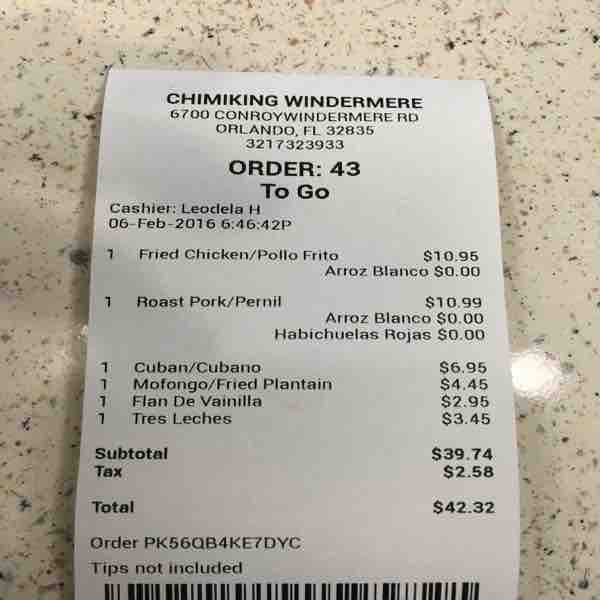 CHIMIKING WINDERMERE
6700 CONROYWINDERMERE RD
ORLANDO, FL 32835
3217323933
ORDER: 43
To Go
Cashier: Leodela H
06-Feb-2016 6:46:42P
1 Fried Chicken/Pollo Frito $10.95
Arroz Blanco $0.00
1 Roast Pork/Pernil $10.99
Arroz Blanco $0.00
Habichuelas Rojas $0.00
1 Cuban/Cubano $6.95
1 Mofongo/Fried Plantain $4.45
1 Flan De Vainilla $2.95
1 Tres Leches $3.45
Subtotal $39.74
Tax $2.58
Total $42.32
Order PK56QB4KE7DYC
Tips not included